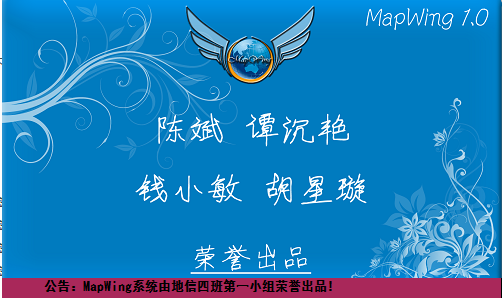 MapWing 1.0
MapWing
陈斌 谭沉艳
钱小敏 胡星璇
荣誉出品
公告：MapWing系统由地信四班第一小组荣誉出品！